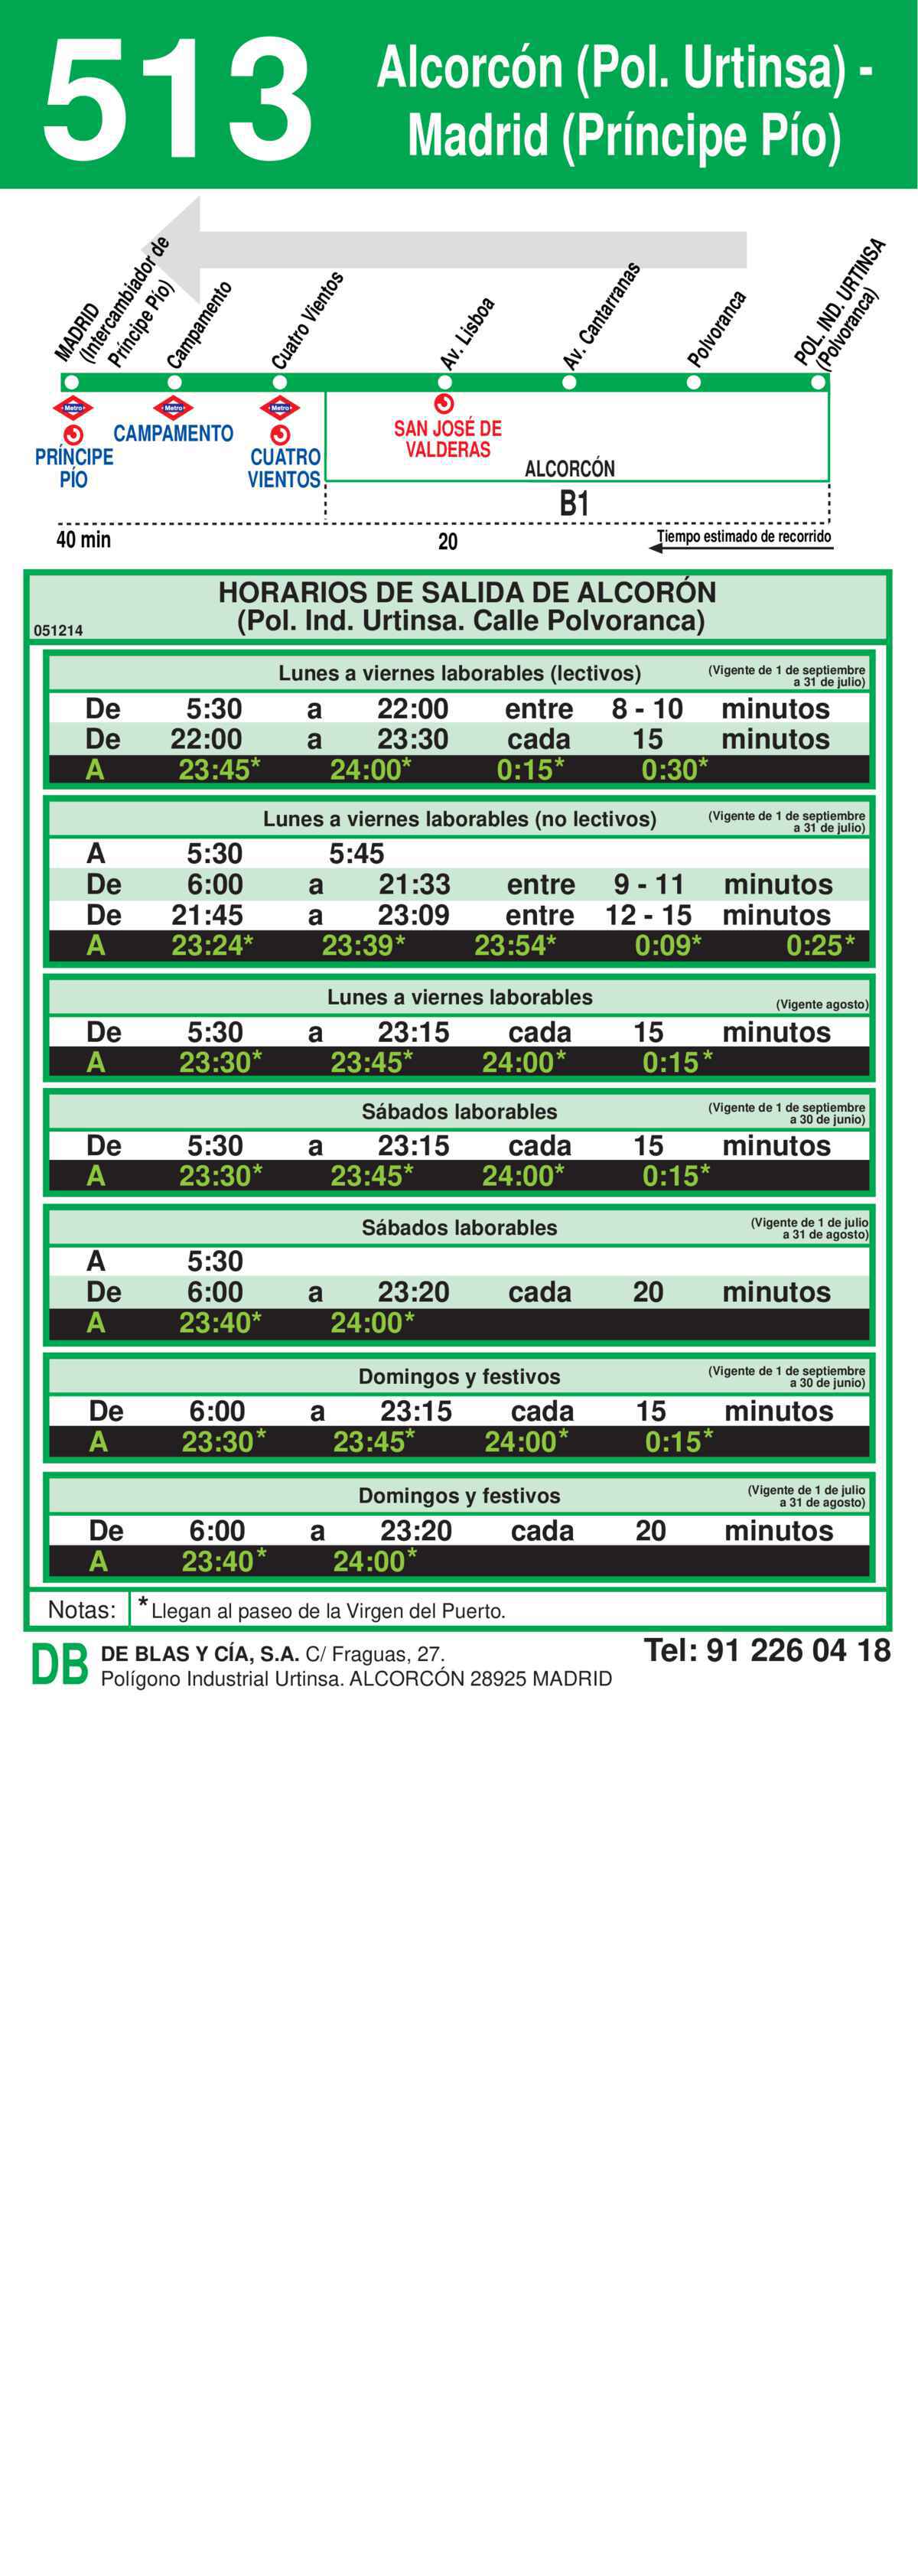 513
Alcorcón (Pol. Urtinsa) -
Madrid (Príncipe Pío)
MADRID
(Intercambiador de
Príncipe Pío)
Campamento
Cuatro Vientos
Av. Lisboa
Av. Cantarranas
Polvoranca
POL. IND. URTINSA
(Polvoranca)
Metro
Metro
Metro
PRÍNCIPE
PÍO
CAMPAMENTO
CUATRO
VIENTOS
SAN JOSÉ DE
VALDERAS
ALCORCÓN
B1
40 min
20
Tiempo estimado de recorrido
HORARIOS DE SALIDA DE ALCORÓN
(Pol. Ind. Urtinsa. Calle Polvoranca)
051214
Lunes a viernes laborables (lectivos) (Vigente de 1 de septiembre
a 31 de julio)
De 5:30 a 22:00 entre 8 - 10 minutos
De 22:00 a 23:30 cada 15 minutos
A 23:45* 24:00* 0:15* 0:30*
Lunes a viernes laborables (no lectivos) (Vigente de 1 de septiembre
a 31 de julio)
A 5:30 5:45
De 6:00 a 21:33 entre 9 - 11 minutos
De 21:45 a 23:09 entre 12 - 15 minutos
A 23:24* 23:39* 23:54* 0:09* 0:25*
Lunes a viernes laborables (Vigente agosto)
De 5:30 a 23:15 cada 15 minutos
A 23:30* 23:45* 24:00* 0:15*
Sábados laborables (Vigente de 1 de septiembre
a 30 de junio)
De 5:30 a 23:15 cada 15 minutos
A 23:30* 23:45* 24:00* 0:15*
Sábados laborables (Vigente de 1 de julio
a 31 de agosto)
A 5:30
De 6:00 a 23:20 cada 20 minutos
A 23:40* 24:00*
Domingos y festivos (Vigente de 1 de septiembre
a 30 de junio)
De 6:00 a 23:15 cada 15 minutos
A 23:30* 23:45* 24:00* 0:15*
Domingos y festivos (Vigente de 1 de julio
a 31 de agosto)
De 6:00 a 23:20 cada 20 minutos
A 23:40* 24:00*
Notas: * Llegan al paseo de la Virgen del Puerto.
DB DE BLAS Y CÍA, S.A. C/ Fraguas, 27. Tel: 91 226 04 18
Polígono Industrial Urtinsa. ALCORCÓN 28925 MADRID